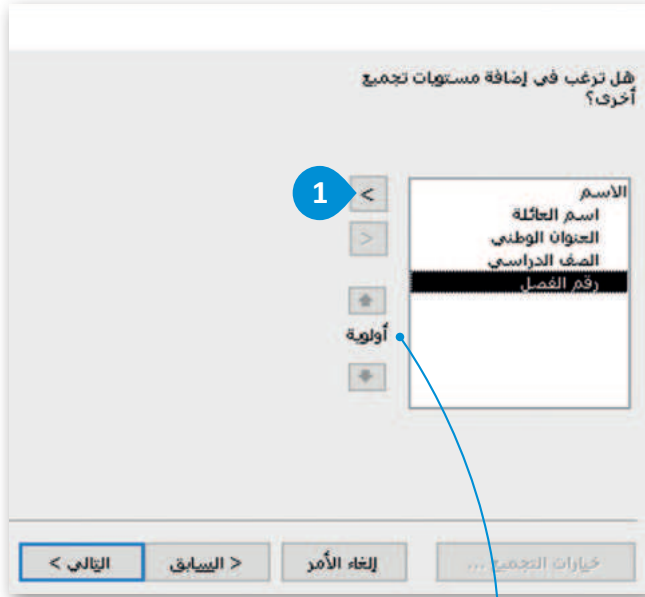 هل ترغب في إضافة مستويات تجميع
أخرى؟
1
<
>
الاسم
اسم العائلة
العنوان الوطني
الصف الدراسي
رقم الفصل
أولوية
خيارات التجميع ...
إلغاء الأمر
< السابق
التالي >